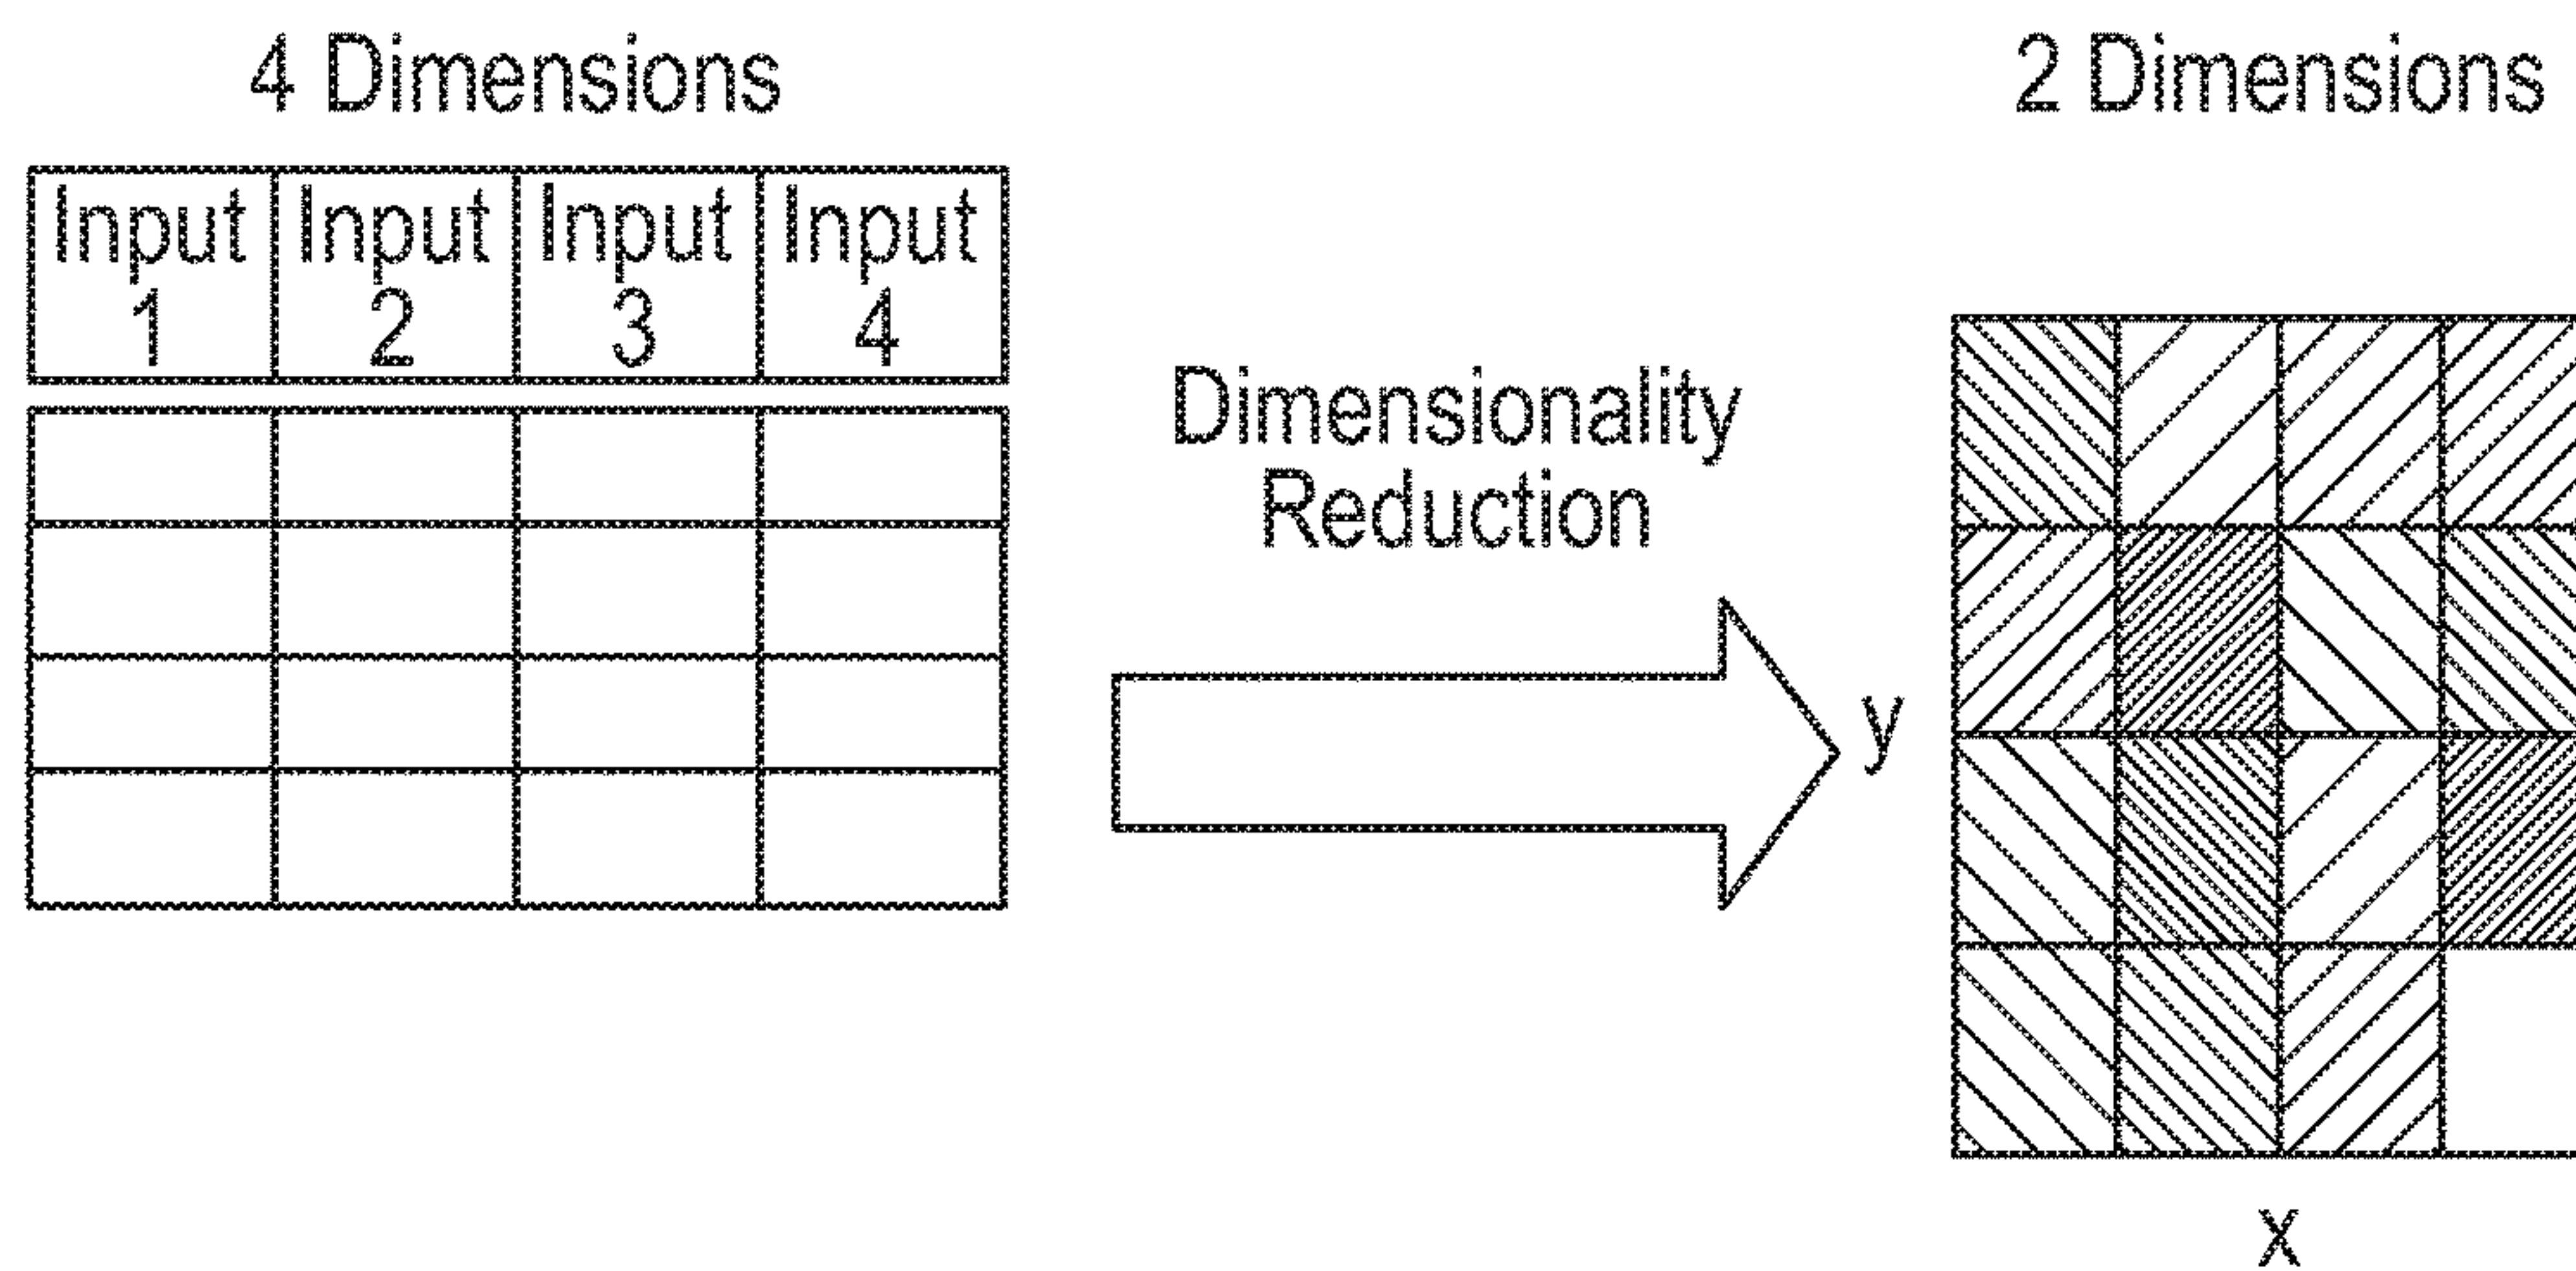 4 Dimensions
2 Dimensions
Input Input Input Input
1 2 3 4
Dimensionality
Reduction
y
x